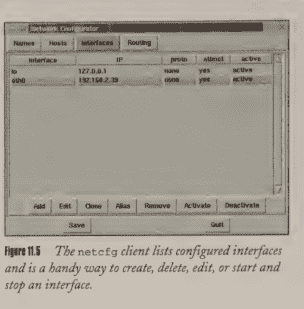 Network Configurator
Names Hosts Interfaces Routing
Interface IP proto atboot active
lo 127.0.0.1 none yes active
eth0 192.168.2.39 none yes active
Add Edit Clone Alias Remove Activate Deactivate
Save Quit
Figure 11.5 The netcfg client lists configured interfaces
and is a handy way to create, delete, edit, or start and
stop an interface.